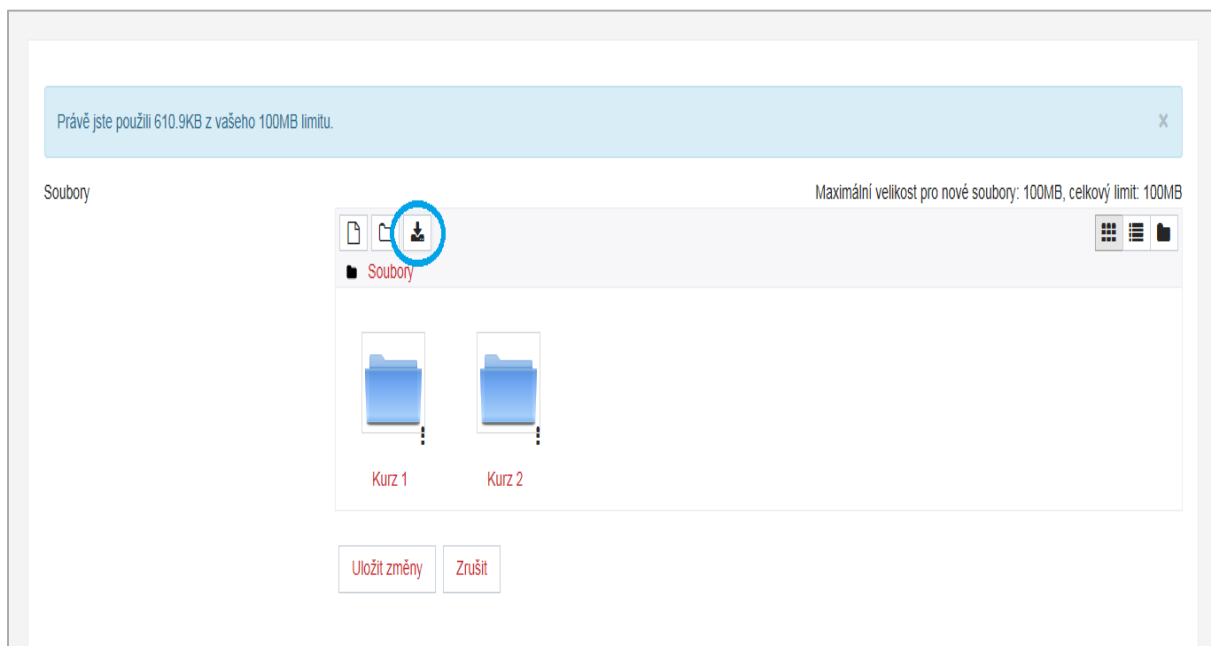 Právě jste použili 610.9KB z vašeho 100MB limitu.
×
Soubory
Maximální velikost pro nové soubory: 100MB, celkový limit: 100MB
Soubory
Kurz 1
Kurz 2
Uložit změny
Zrušit